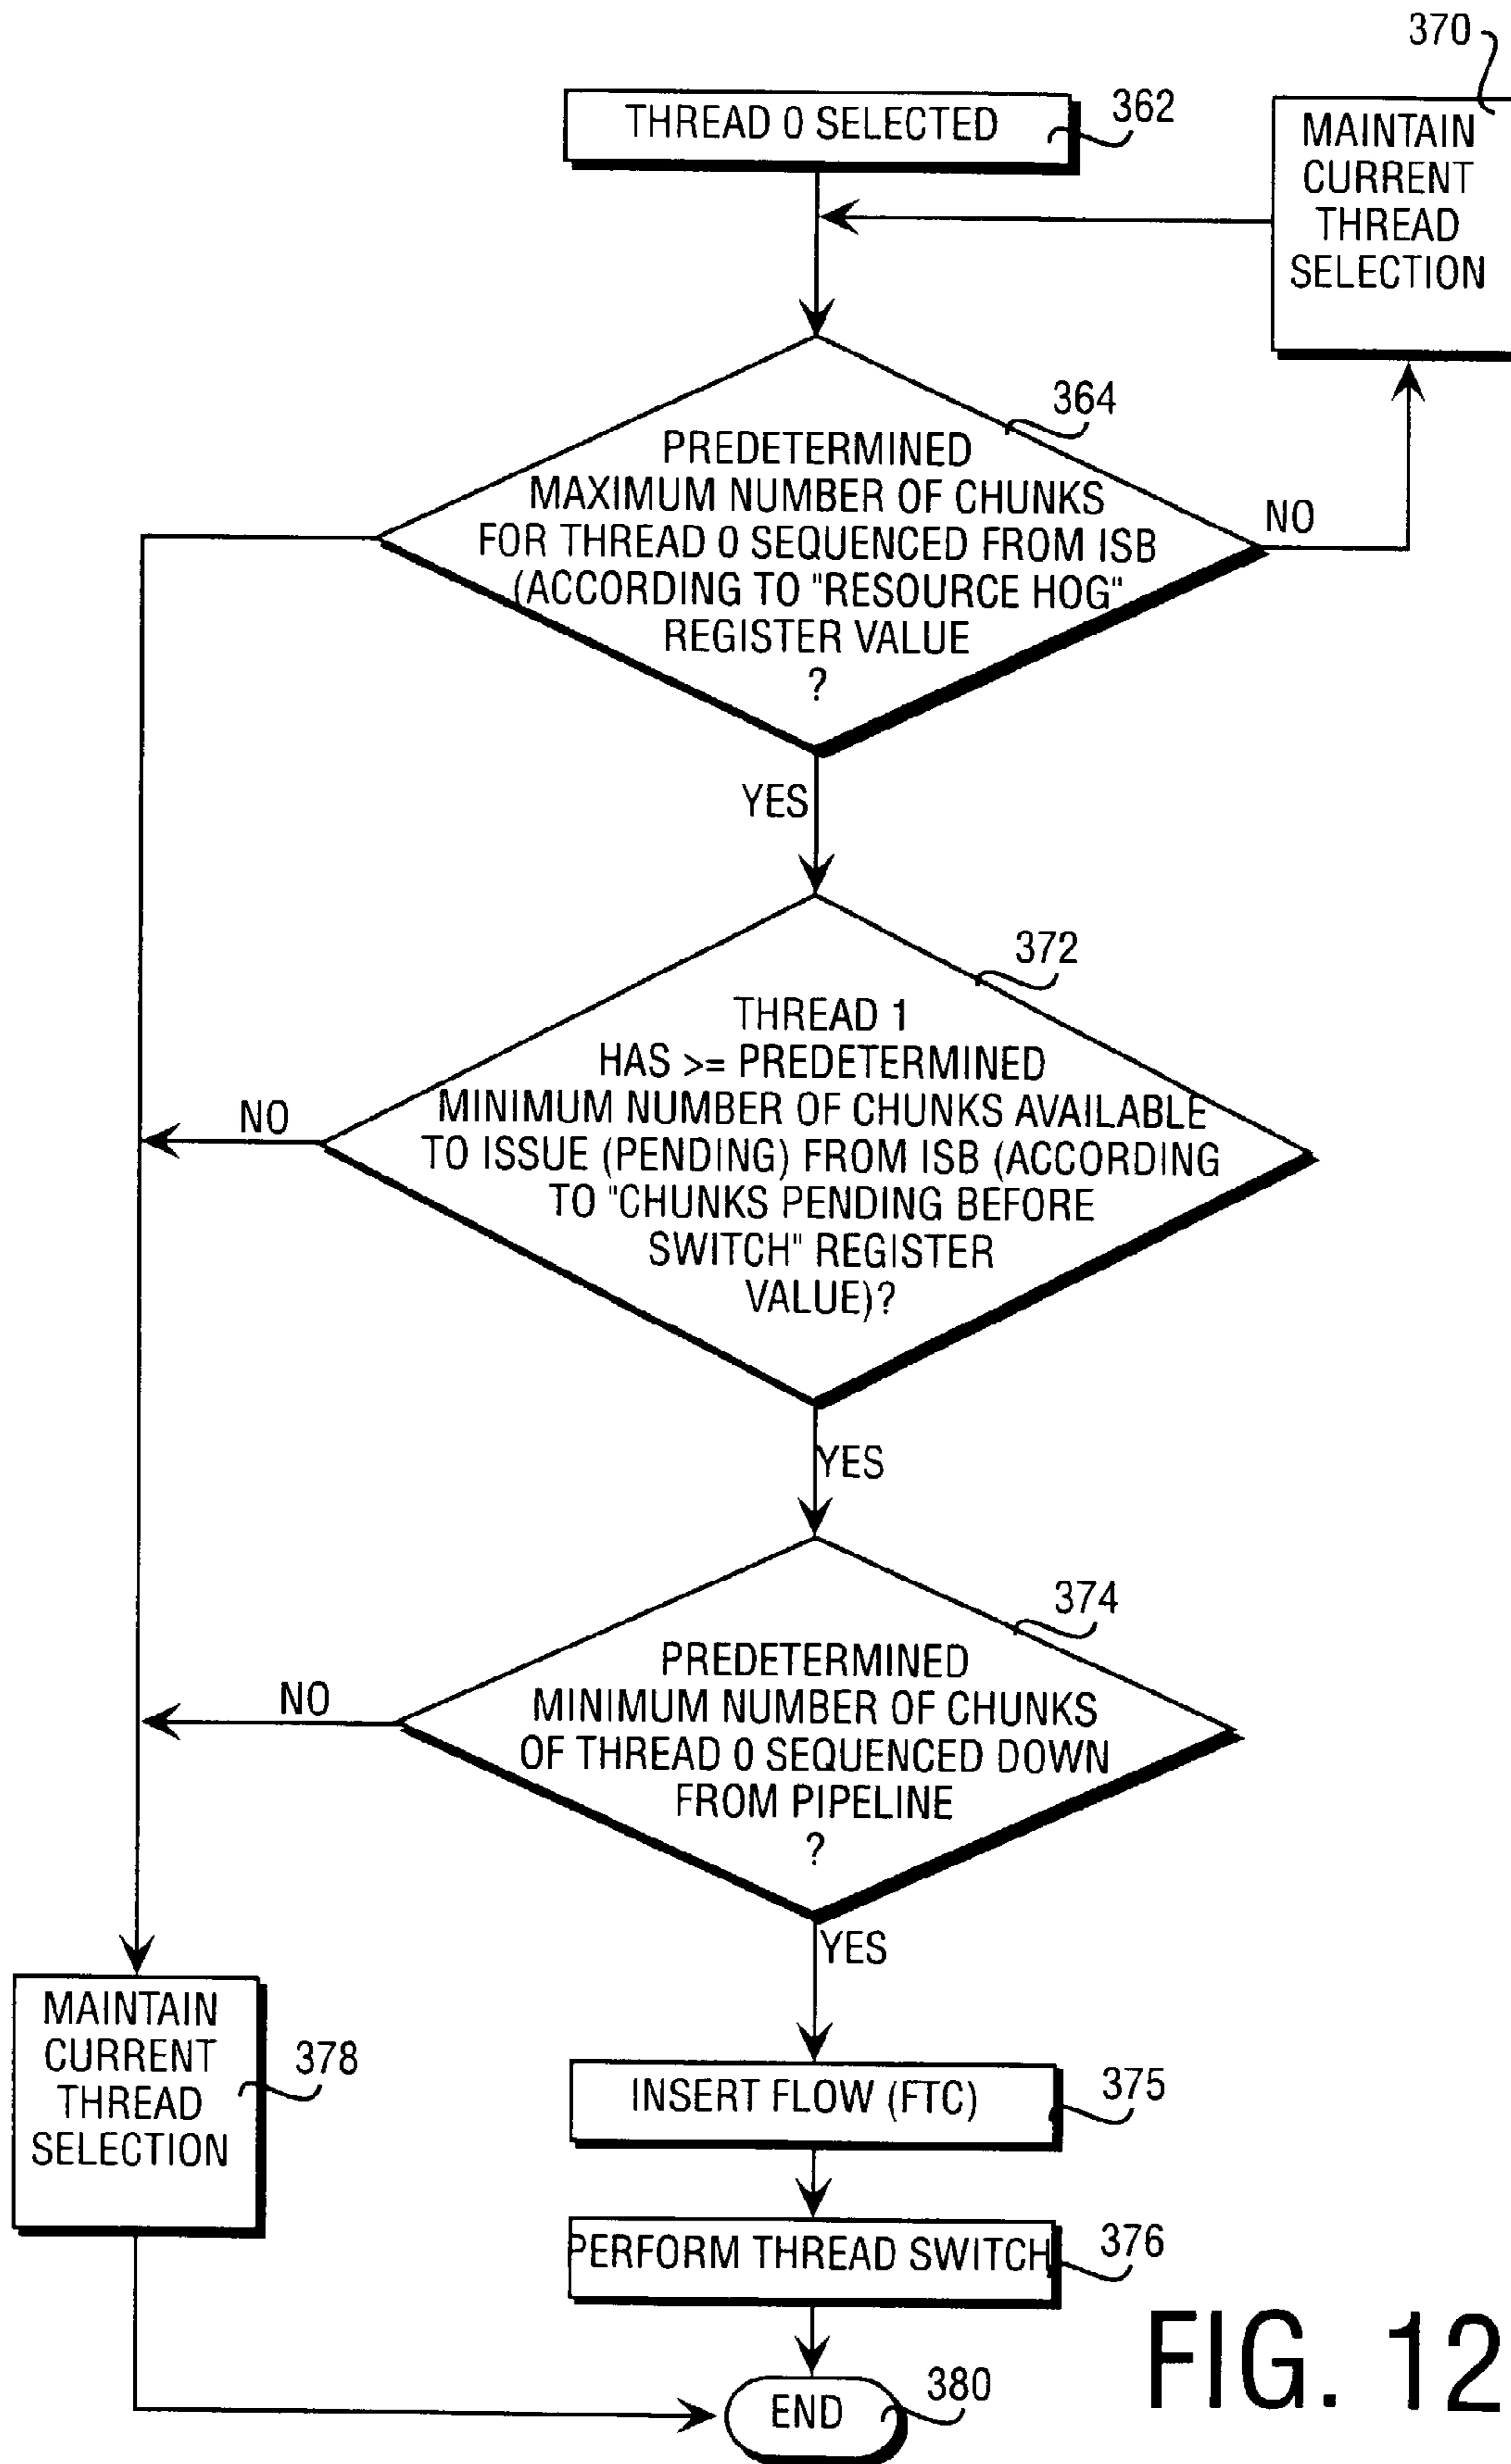 370
THREAD 0 SELECTED
362
MAINTAIN
CURRENT
THREAD
SELECTION
364
PREDETERMINED
MAXIMUM NUMBER OF CHUNKS
FOR THREAD 0 SEQUENCED FROM ISB
(ACCORDING TO "RESOURCE HOG"
REGISTER VALUE
?
NO
YES
372
THREAD 1
HAS >= PREDETERMINED
MINIMUM NUMBER OF CHUNKS AVAILABLE
TO ISSUE (PENDING) FROM ISB (ACCORDING
TO "CHUNKS PENDING BEFORE
SWITCH" REGISTER
VALUE)?
NO
YES
374
PREDETERMINED
MINIMUM NUMBER OF CHUNKS
OF THREAD 0 SEQUENCED DOWN
FROM PIPELINE
?
NO
YES
MAINTAIN
CURRENT
THREAD
SELECTION
378
INSERT FLOW (FTC)
375
PERFORM THREAD SWITCH
376
END
380
FIG. 12